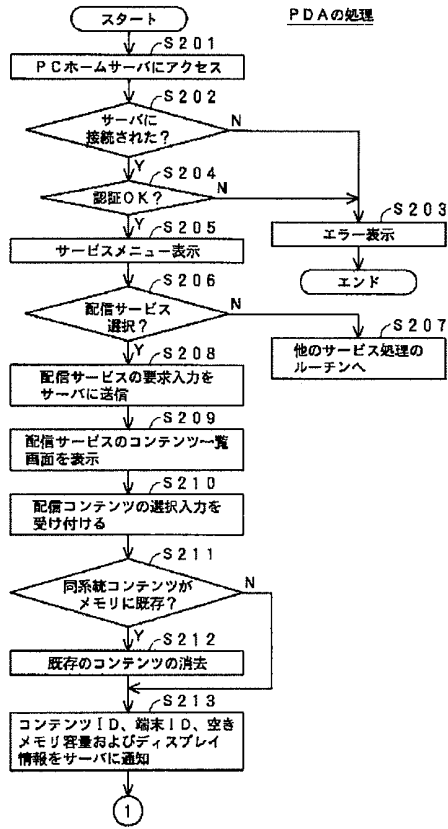 スタート
PDAの処理
S201
PCホームサーバにアクセス
S202
サーバに
接続された?
N
Y
S204
認証OK?
N
Y
S203
エラー表示
エンド
S205
サービスメニュー表示
S206
配信サービス
選択?
N
Y
S207
他のサービス処理の
ルーチンへ
S208
配信サービスの要求入力を
サーバに送信
S209
配信サービスのコンテンツ一覧
画面を表示
S210
配信コンテンツの選択入力を
受け付ける
S211
同系統コンテンツが
メモリに既存?
N
Y
S212
既存のコンテンツの消去
S213
コンテンツID、端末ID、空き
メモリ容量およびディスプレイ
情報をサーバに通知
1